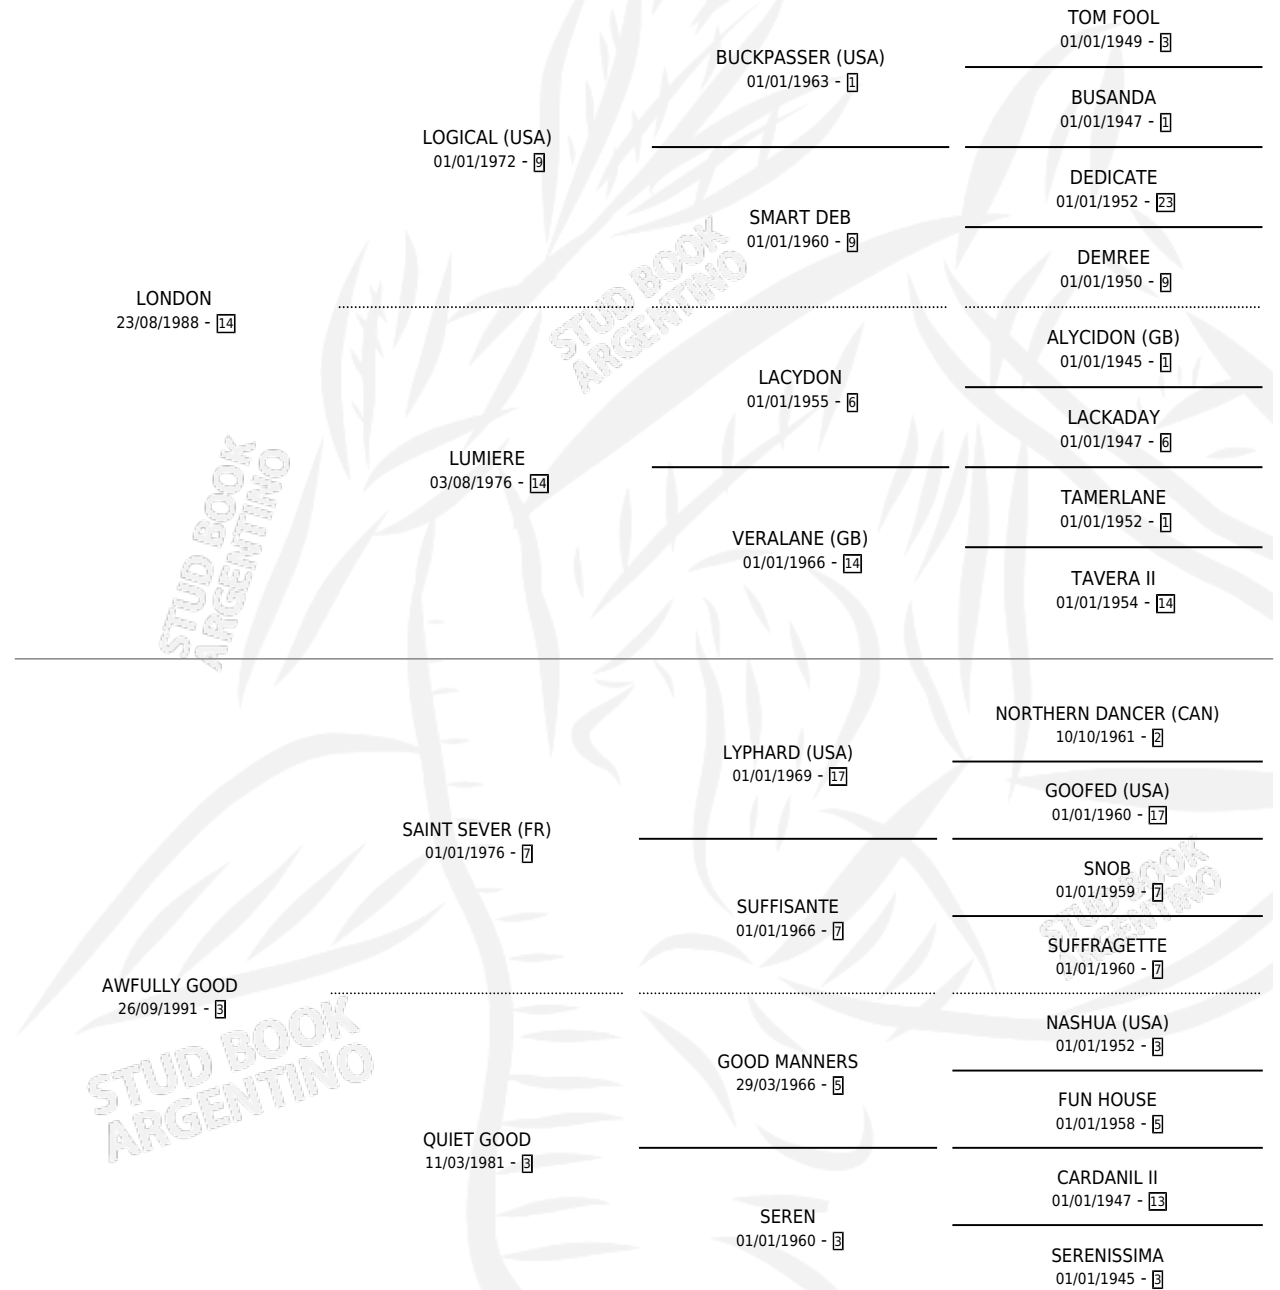 TOM FOOL
01/01/1949 - 3
BUCKPASSER (USA)
01/01/1963 - 1
BUSANDA
01/01/1947 - 1
LOGICAL (USA)
01/01/1972 - 9
DEDICATE
01/01/1952 - 23
SMART DEB
01/01/1960 - 9
DEMREE
01/01/1950 - 9
LONDON
23/08/1988 - 14
ALYCIDON (GB)
01/01/1945 - 1
LACYDON
01/01/1955 - 6
LACKADAY
01/01/1947 - 6
LUMIERE
03/08/1976 - 14
TAMERLANE
01/01/1952 - 1
VERALANE (GB)
01/01/1966 - 14
TAVERA II
01/01/1954 - 14
NORTHERN DANCER (CAN)
10/10/1961 - 2
LYPHARD (USA)
01/01/1969 - 17
GOOFED (USA)
01/01/1960 - 17
SAINT SEVER (FR)
01/01/1976 - 7
SNOB
01/01/1959 - 7
SUFFISANTE
01/01/1966 - 7
SUFFRAGETTE
01/01/1960 - 7
AWFULLY GOOD
26/09/1991 - 3
NASHUA (USA)
01/01/1952 - 3
GOOD MANNERS
29/03/1966 - 5
FUN HOUSE
01/01/1958 - 5
QUIET GOOD
11/03/1981 - 3
CARDANIL II
01/01/1947 - 13
SEREN
01/01/1960 - 3
SERENISSIMA
01/01/1945 - 3
STUD BOOK
ARGENTINO
STUD BOOK
ARGENTINO
STUD BOOK
ARGENTINO
STUD BOOK
ARGENTINO